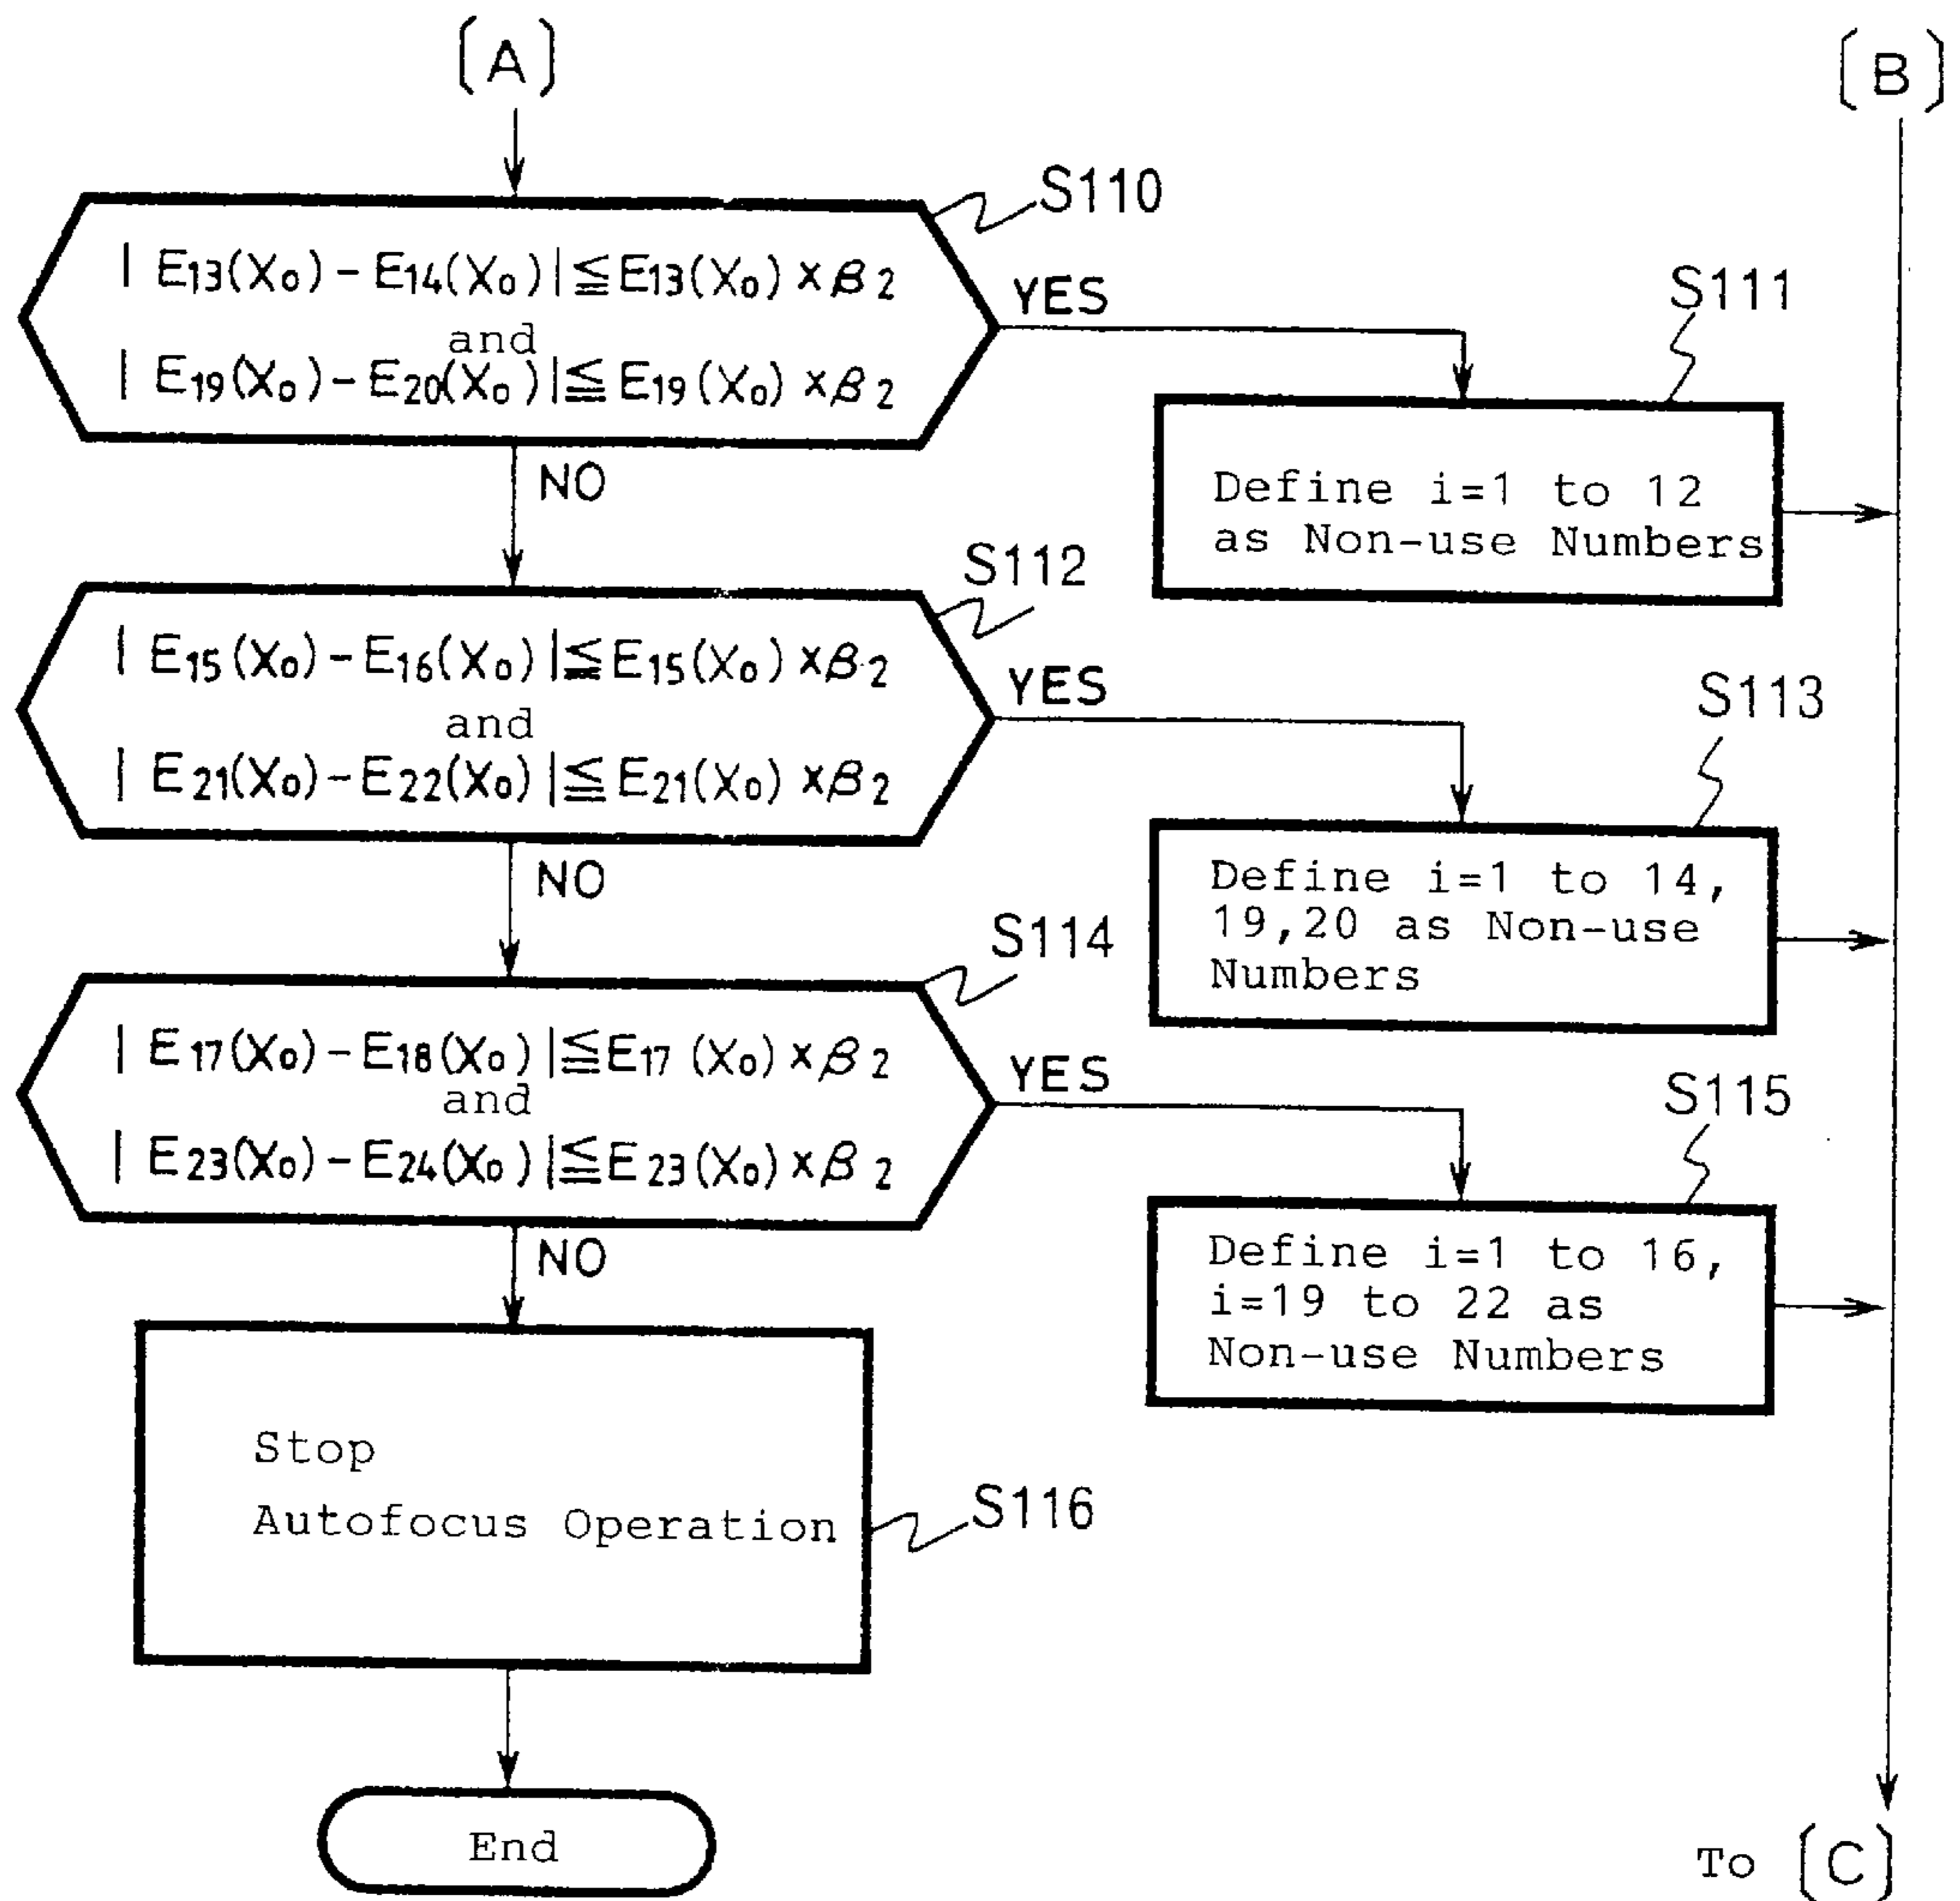 [A]
[B]
S110
| E13(X0) - E14(X0) | ≦ E13(X0) × β2
and
| E19(X0) - E20(X0) | ≦ E19(X0) × β2
YES
S111
Define i=1 to 12
as Non-use Numbers
NO
S112
| E15(X0) - E16(X0) | ≦ E15(X0) × β2
and
| E21(X0) - E22(X0) | ≦ E21(X0) × β2
YES
S113
Define i=1 to 14,
19,20 as Non-use
Numbers
NO
S114
| E17(X0) - E18(X0) | ≦ E17(X0) × β2
and
| E23(X0) - E24(X0) | ≦ E23(X0) × β2
YES
S115
Define i=1 to 16,
i=19 to 22 as
Non-use Numbers
NO
Stop
Autofocus Operation
S116
End
To [C]